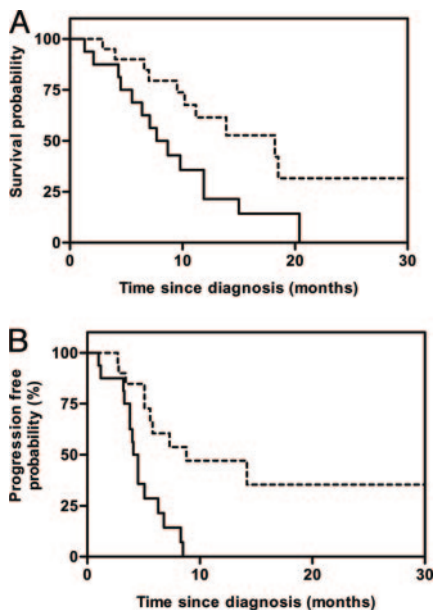 A
100
75
50
25
0
Survival probability
0 10 20 30
Time since diagnosis (months)
B
100
75
50
25
0
Progression free
probability (%)
0 10 20 30
Time since diagnosis (months)